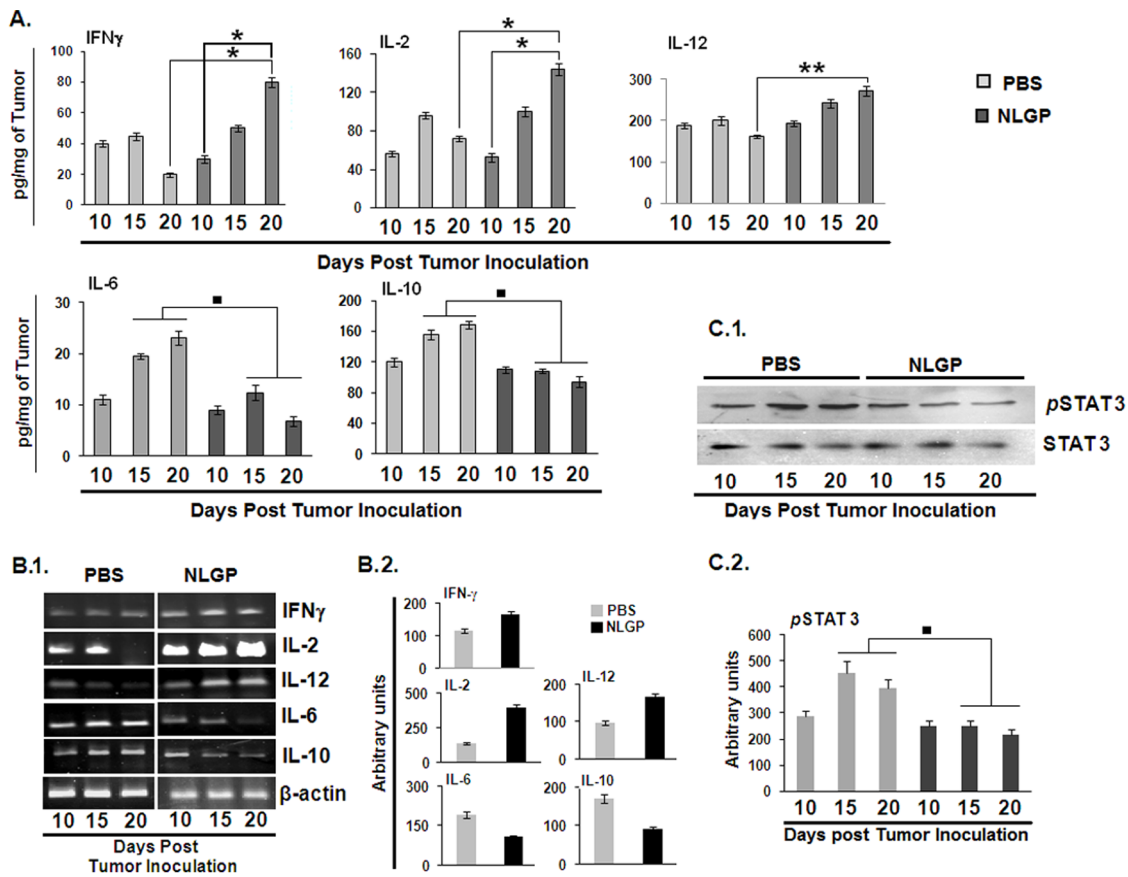 A.
IFNγ
IL-2
IL-12
pg/mg of Tumor
100
80
60
40
20
0
* *
160
120
80
40
0
* *
300
200
100
0
**
PBS
NLGP
10 15 20 10 15 20
10 15 20 10 15 20
10 15 20 10 15 20
Days Post Tumor Inoculation
IL-6
IL-10
pg/mg of Tumor
30
20
10
0
200
160
120
80
40
0
10 15 20 10 15 20
10 15 20 10 15 20
Days Post Tumor Inoculation
C.1.
PBS NLGP
pSTAT3
STAT3
10 15 20 10 15 20
Days Post Tumor Inoculation
B.1.
PBS NLGP
IFNγ
IL-2
IL-12
IL-6
IL-10
β-actin
10 15 20 10 15 20
Days Post
Tumor Inoculation
B.2.
Arbitrary units
IFN-γ
200
100
0
PBS
NLGP
IL-2
500
250
0
IL-12
200
100
0
IL-6
300
150
0
IL-10
200
100
0
C.2.
pSTAT3
Arbitrary units
600
500
400
300
200
100
0
10 15 20 10 15 20
Days post Tumor Inoculation